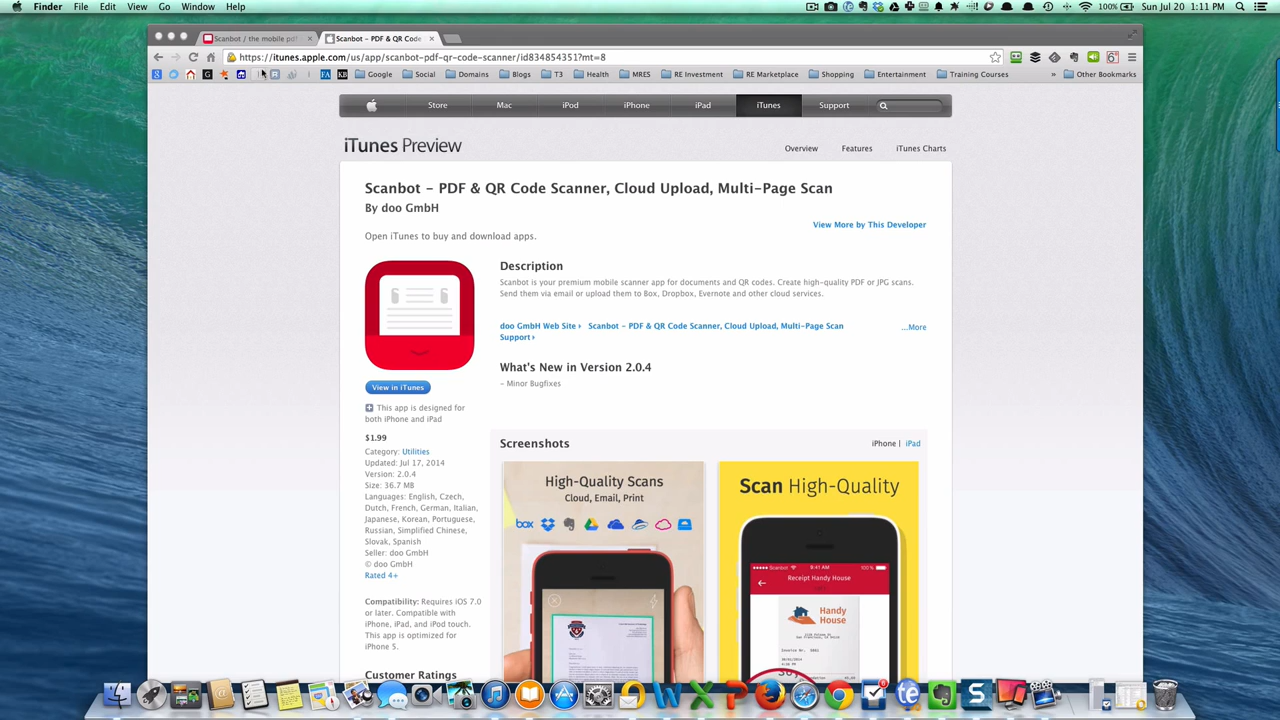 Finder File Edit View Go Window Help
100% Sun Jul 20 1:11 PM
Scanbot / the mobile pdf
Scanbot - PDF & QR Code
https://itunes.apple.com/us/app/scanbot-pdf-qr-code-scanner/id834854351?mt=8
Google Social Domains Blogs T3 Health MRES RE Investment RE Marketplace Shopping Entertainment Training Courses » Other Bookmarks
Store Mac iPod iPhone iPad iTunes Support
iTunes Preview
Overview Features iTunes Charts
Scanbot - PDF & QR Code Scanner, Cloud Upload, Multi-Page Scan
By doo GmbH
View More by This Developer
Open iTunes to buy and download apps.
Description
Scanbot is your premium mobile scanner app for documents and QR codes. Create high-quality PDF or JPG scans.
Send them via email or upload them to Box, Dropbox, Evernote and other cloud services.
doo GmbH Web Site › Scanbot - PDF & QR Code Scanner, Cloud Upload, Multi-Page Scan
Support ›
...More
What's New in Version 2.0.4
- Minor Bugfixes
View in iTunes
This app is designed for
both iPhone and iPad
$1.99
Category: Utilities
Updated: Jul 17, 2014
Version: 2.0.4
Size: 36.7 MB
Languages: English, Czech,
Dutch, French, German, Italian,
Japanese, Korean, Portuguese,
Russian, Simplified Chinese,
Slovak, Spanish
Seller: doo GmbH
© doo GmbH
Rated 4+
Compatibility: Requires iOS 7.0
or later. Compatible with
iPhone, iPad, and iPod touch.
This app is optimized for
iPhone 5.
Customer Ratings
Screenshots
iPhone | iPad
High-Quality Scans
Cloud, Email, Print
box
Scan High-Quality
Scanbot 8:41 AM 100 %
Receipt Handy House
Handy
House